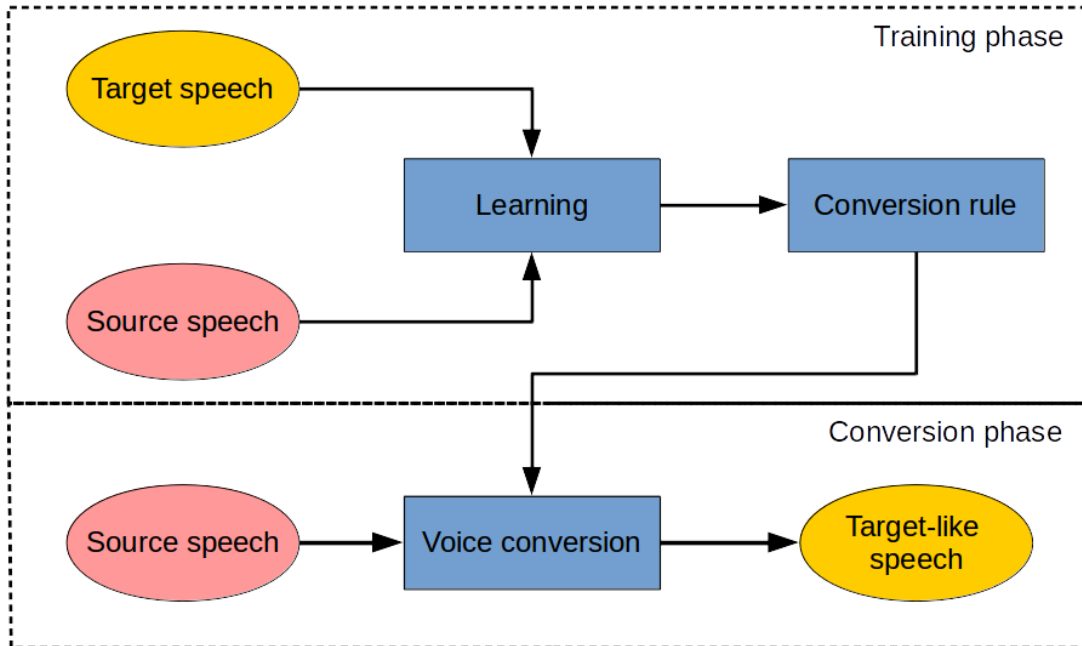 Training phase
Target speech
Learning
Conversion rule
Source speech
Conversion phase
Source speech
Voice conversion
Target-like
speech